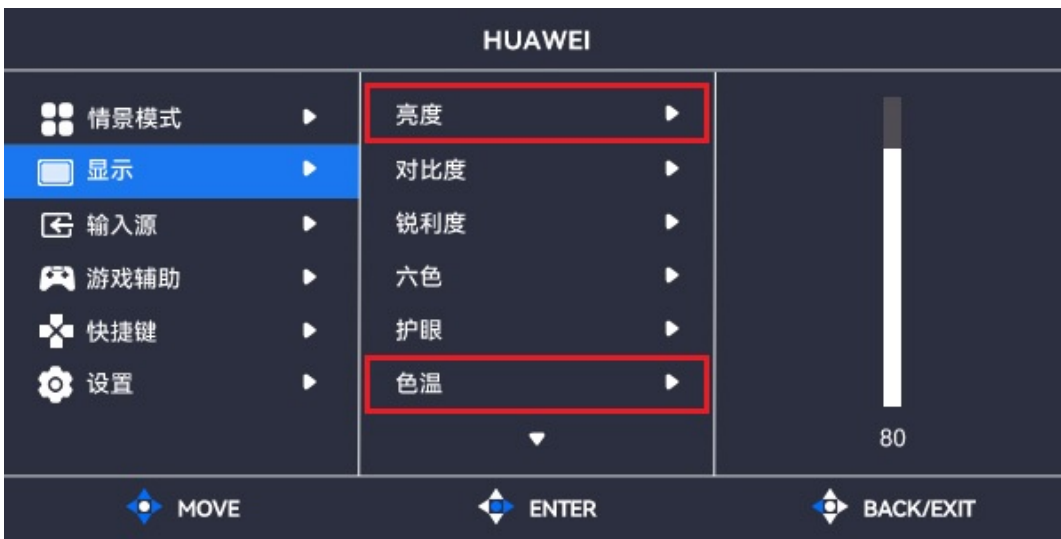 HUAWEI
情景模式
显示
输入源
游戏辅助
快捷键
设置
亮度
对比度
锐利度
六色
护眼
色温
80
MOVE
ENTER
BACK/EXIT